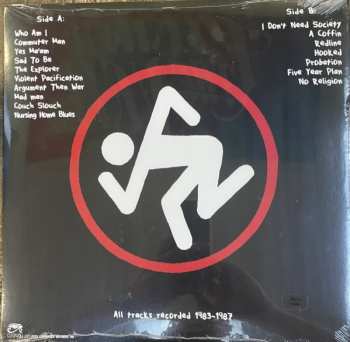 Side A:
Who Am I
Commuter Man
Yes Ma'am
Sad To Be
The Explorer
Violent Pacification
Argument Then War
Mad man
Couch Slouch
Nursing Home Blues
Side B:
I Don't Need Society
A Coffin
Redline
Hooked
Probation
Five Year Plan
No Religion
All tracks recorded 1983-1987